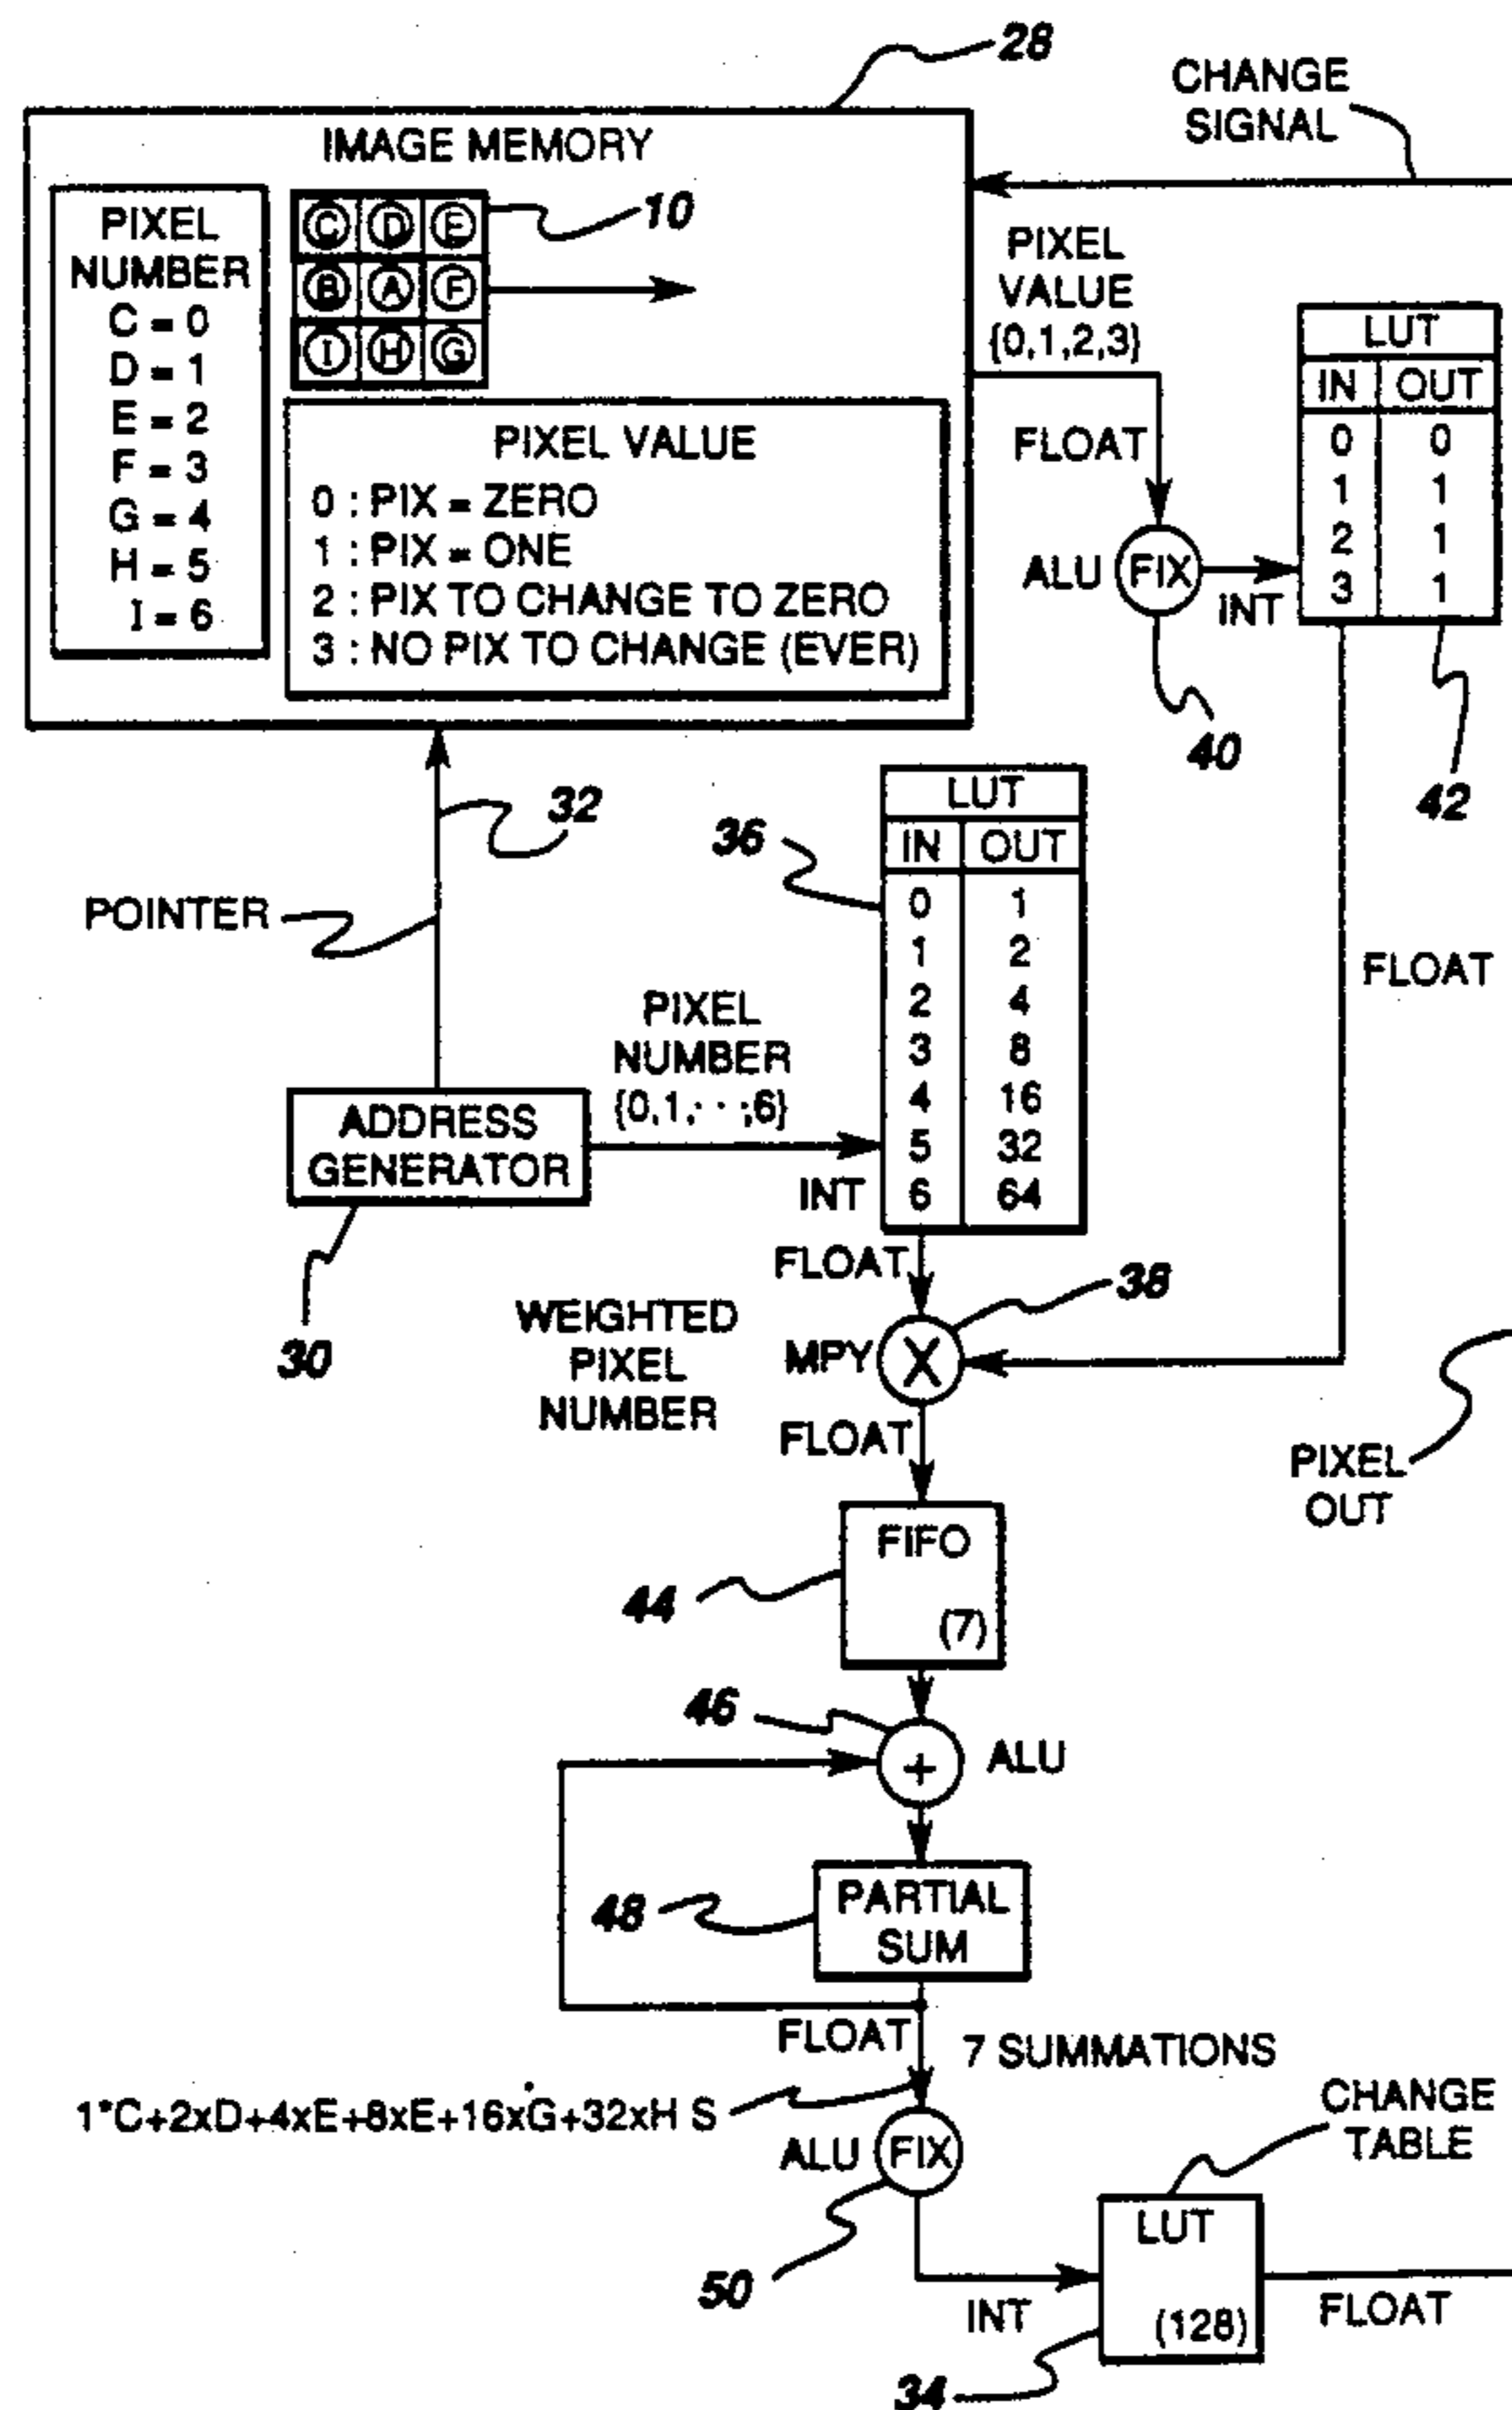 28
CHANGE
SIGNAL
IMAGE MEMORY
PIXEL
NUMBER
C = 0
D = 1
E = 2
F = 3
G = 4
H = 5
I = 6
C D E
B A F
I H G
10
PIXEL VALUE
0 : PIX = ZERO
1 : PIX = ONE
2 : PIX TO CHANGE TO ZERO
3 : NO PIX TO CHANGE (EVER)
PIXEL
VALUE
{0,1,2,3}
FLOAT
ALU FIX
INT
40
LUT
IN OUT
0 0
1 1
2 1
3 1
42
32
POINTER
36
LUT
IN OUT
0 1
1 2
2 4
3 8
4 16
5 32
6 64
FLOAT
PIXEL
NUMBER
{0,1,··;6}
INT
ADDRESS
GENERATOR
30
FLOAT
38
WEIGHTED
PIXEL
NUMBER
MPY X
FLOAT
PIXEL
OUT
FIFO
(7)
44
46
+ ALU
48
PARTIAL
SUM
FLOAT
7 SUMMATIONS
1*C+2xD+4xE+8xE+16xG+32xH S
ALU FIX
50
INT
CHANGE
TABLE
LUT
(128)
34
FLOAT